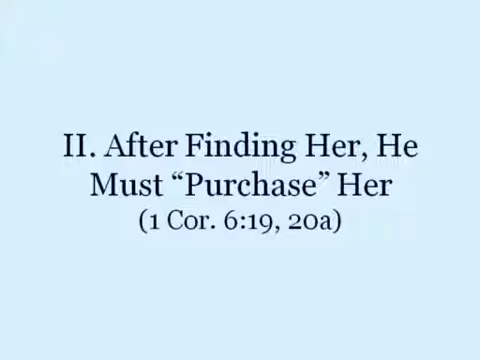 II. After Finding Her, He
Must “Purchase” Her
(1 Cor. 6:19, 20a)